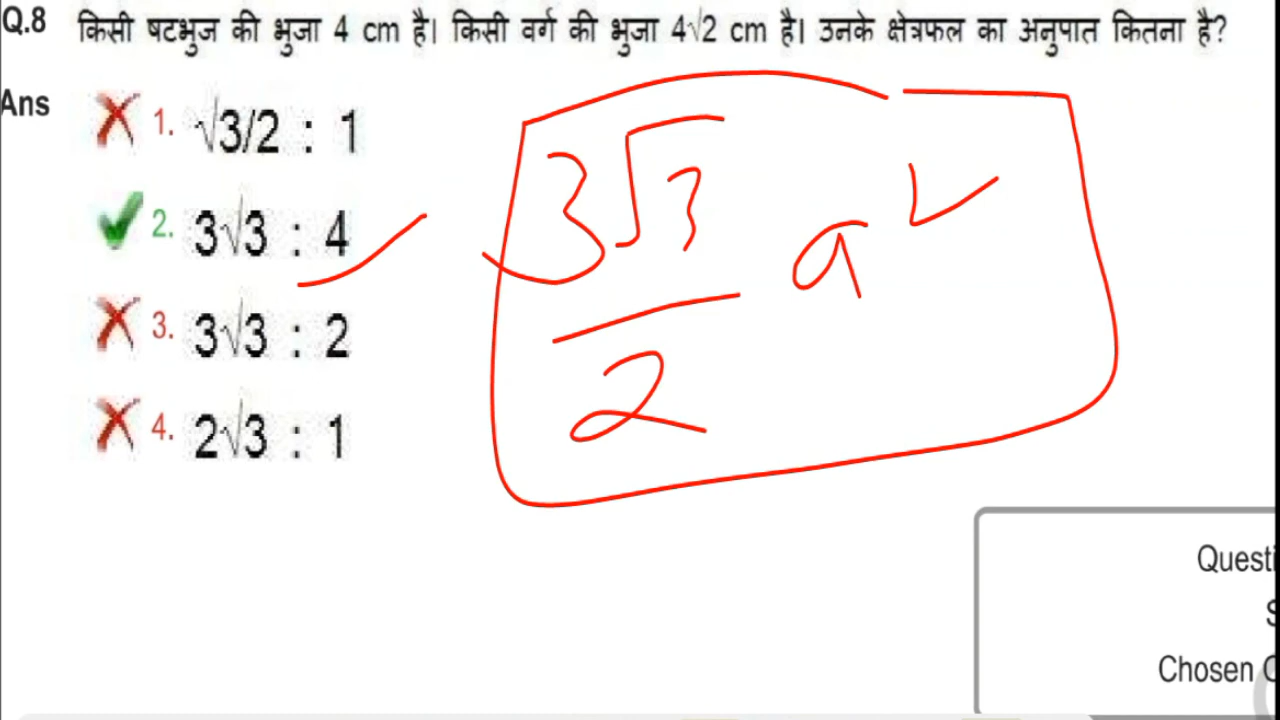 Q.8 किसी षटभुज की भुजा 4 cm है। किसी वर्ग की भुजा 4√2 cm है। उनके क्षेत्रफल का अनुपात कितना है?
Ans
1. √3/2 : 1
2. 3√3 : 4
3. 3√3 : 2
4. 2√3 : 1
3√3
2
a
Questi
S
Chosen